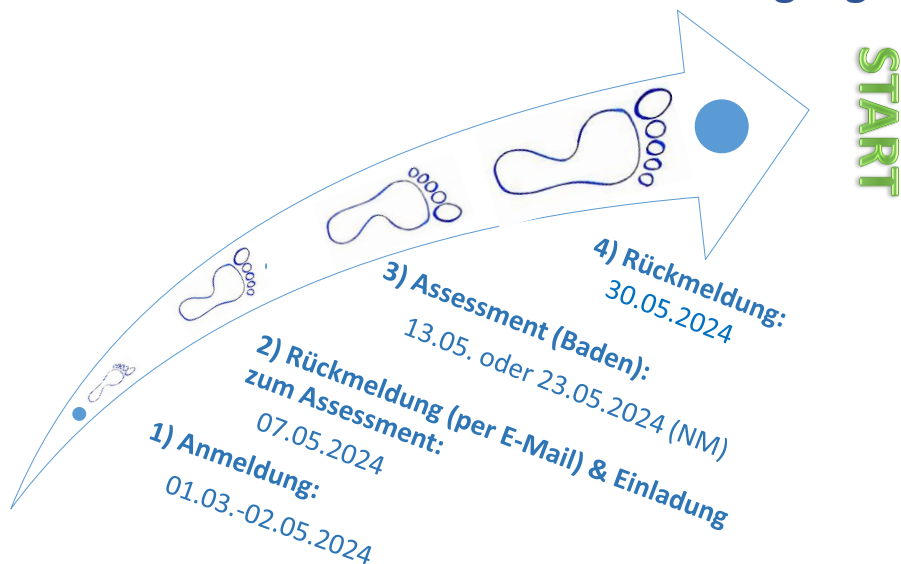 START
1) Anmeldung:
01.03.-02.05.2024
2) Rückmeldung (per E-Mail) & Einladung
zum Assessment:
07.05.2024
3) Assessment (Baden):
13.05. oder 23.05.2024 (NM)
4) Rückmeldung:
30.05.2024